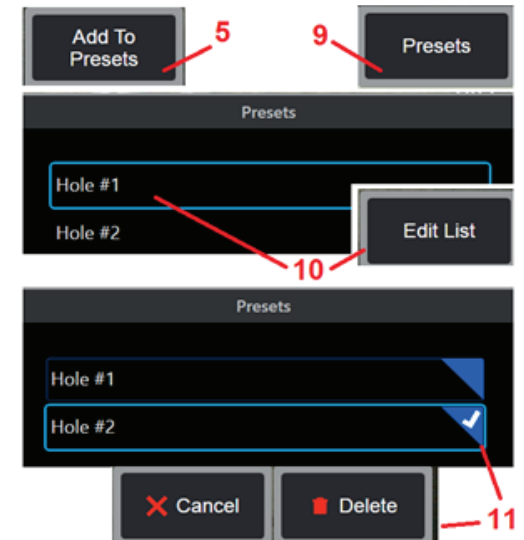 Add To
Presets
5
9
Presets
Presets
Hole #1
Hole #2
Edit List
10
Presets
Hole #1
Hole #2
Cancel
Delete
11